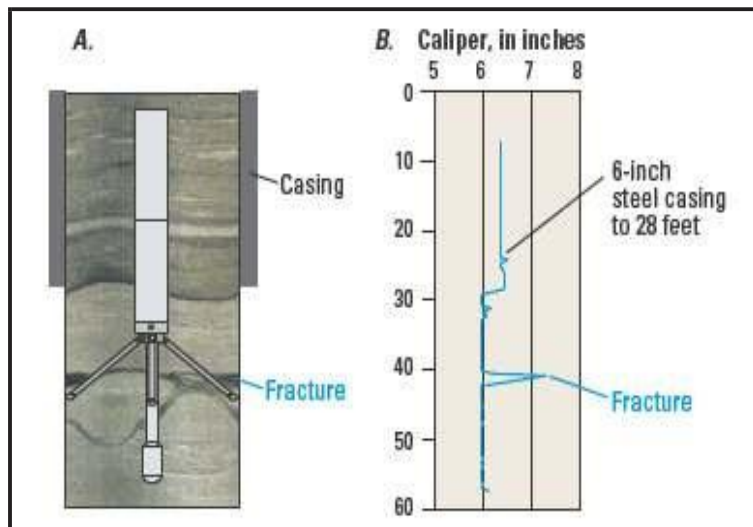 A.
Casing
Fracture
B. Caliper, in inches
5 6 7 8
0
10
20
30
40
50
60
6-inch
steel casing
to 28 feet
Fracture